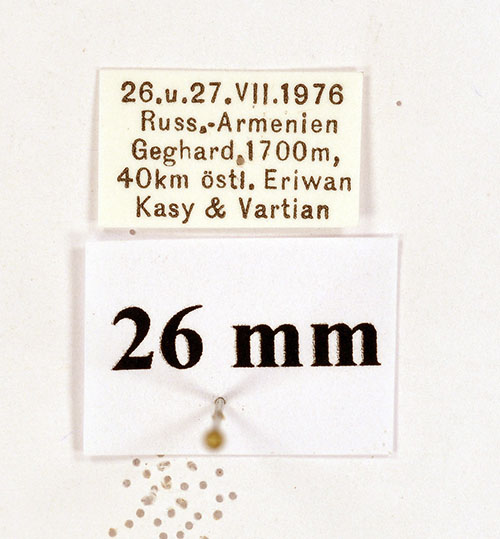 26.u.27.VII.1976
Russ.-Armenien
Geghard,1700m,
40km östl. Eriwan
Kasy & Vartian
26 mm